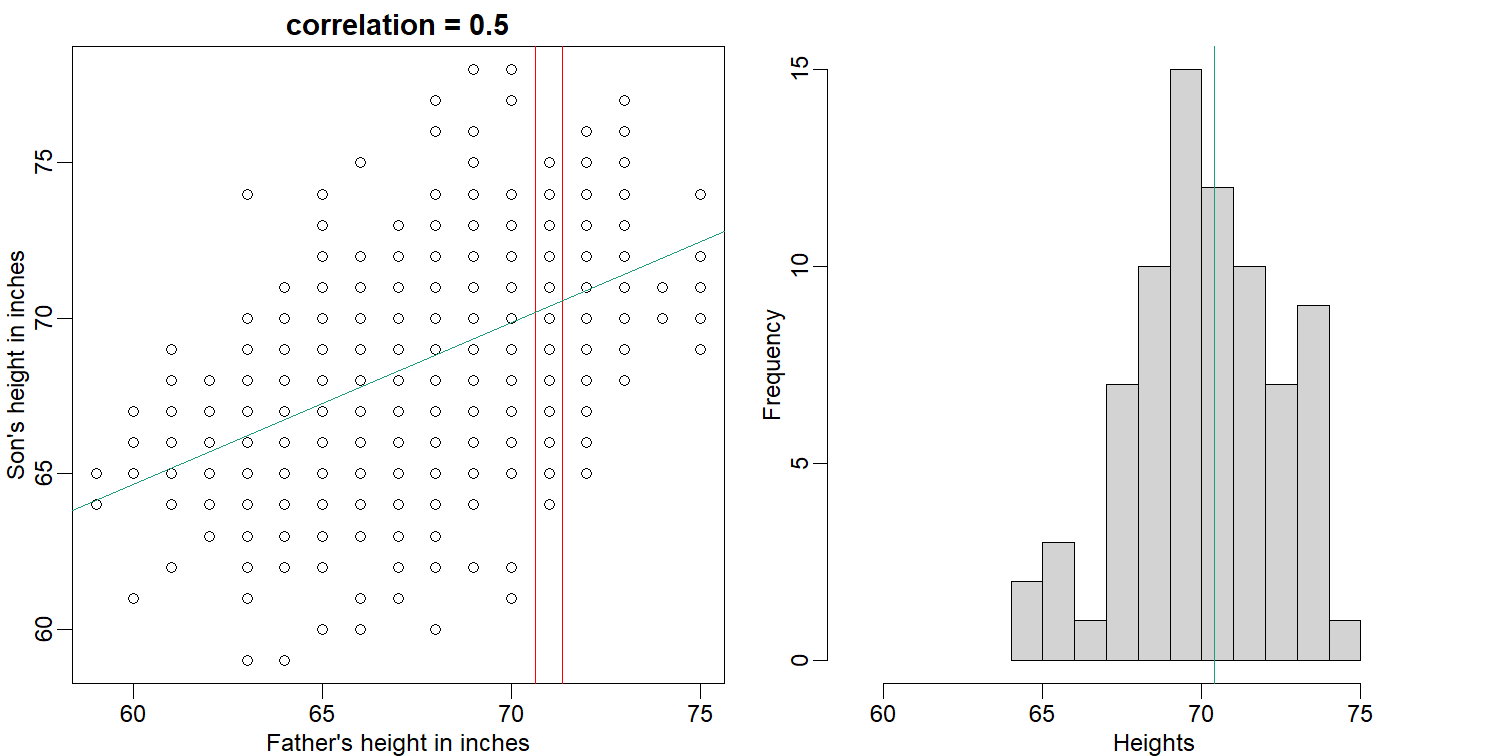 correlation = 0.5
Son's height in inches
75
70
65
60
60 65 70 75
Father's height in inches
Frequency
15
10
5
0
60 65 70 75
Heights